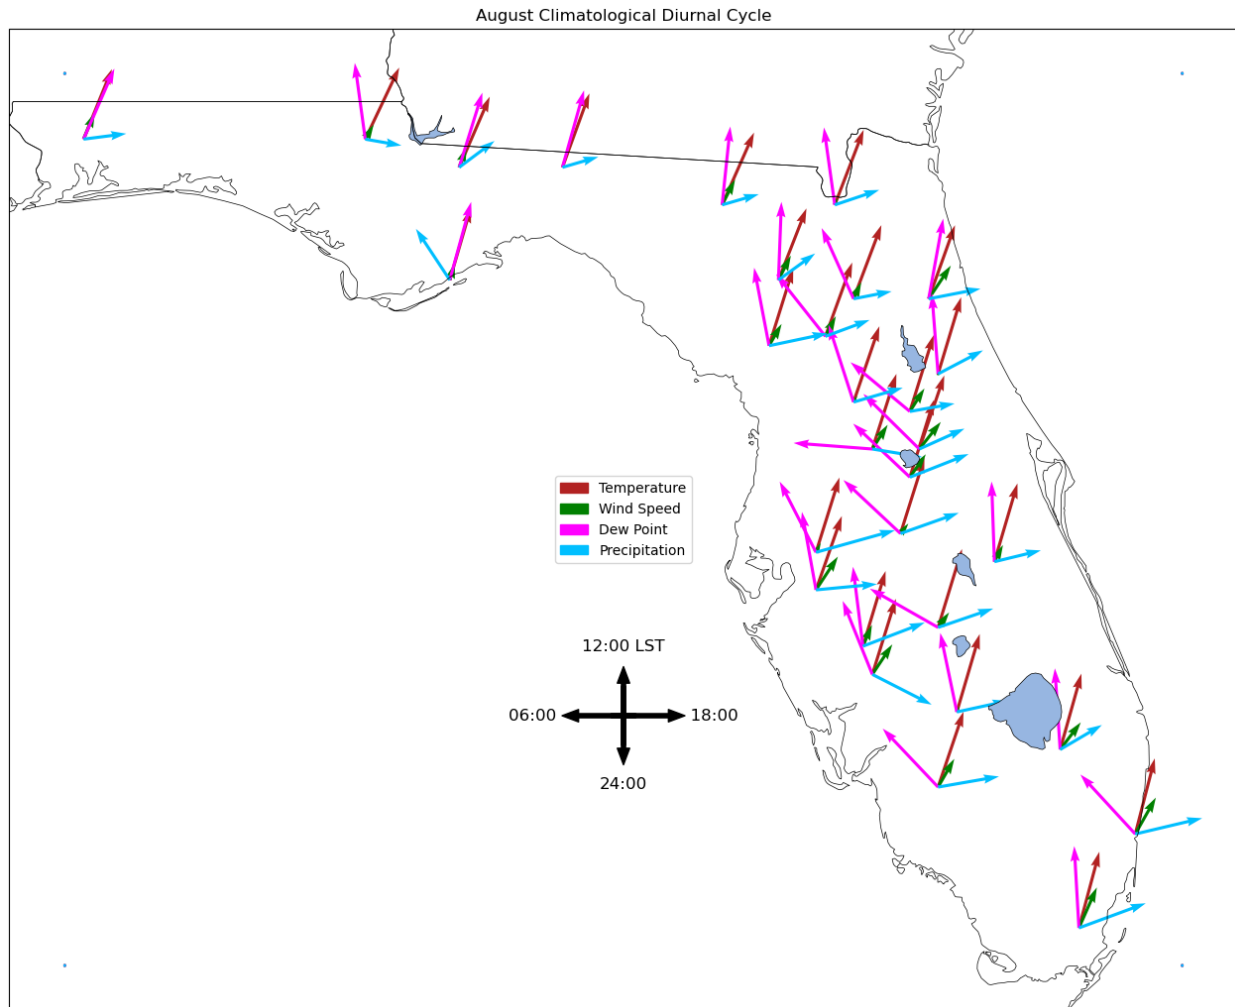 August Climatological Diurnal Cycle
Temperature
Wind Speed
Dew Point
Precipitation
12:00 LST
06:00
18:00
24:00